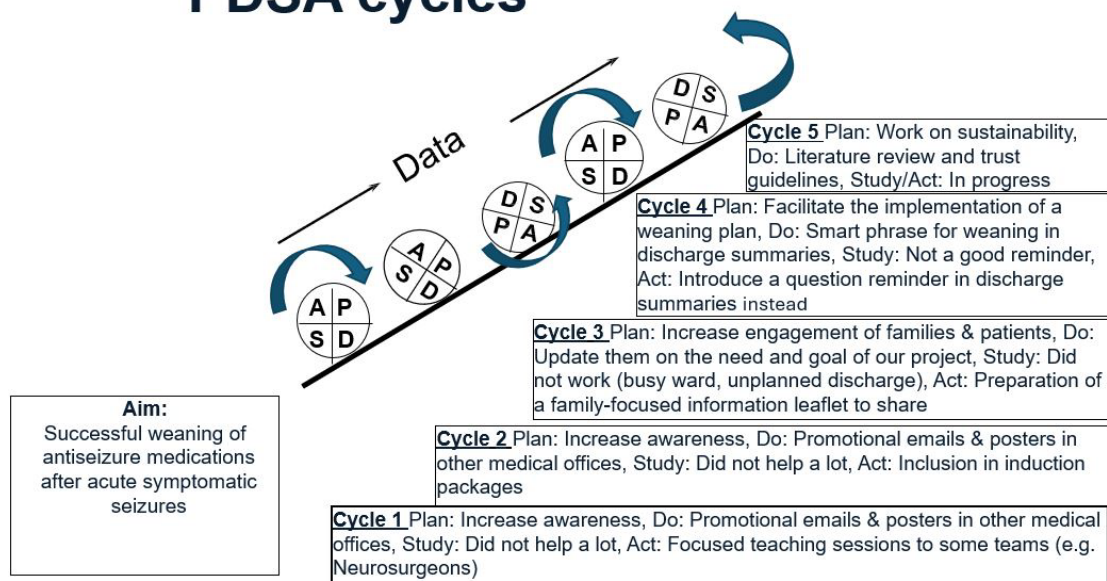 PDSA cycles
Data
A P
S D
A P
S D
D S
P A
A P
S D
D S
P A
Cycle 5 Plan: Work on sustainability,
Do: Literature review and trust
guidelines, Study/Act: In progress
Cycle 4 Plan: Facilitate the implementation of a
weaning plan, Do: Smart phrase for weaning in
discharge summaries, Study: Not a good reminder,
Act: Introduce a question reminder in discharge
summaries instead
Cycle 3 Plan: Increase engagement of families & patients, Do:
Update them on the need and goal of our project, Study: Did
not work (busy ward, unplanned discharge), Act: Preparation of
a family-focused information leaflet to share
Cycle 2 Plan: Increase awareness, Do: Promotional emails & posters in
other medical offices, Study: Did not help a lot, Act: Inclusion in induction
packages
Cycle 1 Plan: Increase awareness, Do: Promotional emails & posters in other medical
offices, Study: Did not help a lot, Act: Focused teaching sessions to some teams (e.g.
Neurosurgeons)
Aim:
Successful weaning of
antiseizure medications
after acute symptomatic
seizures